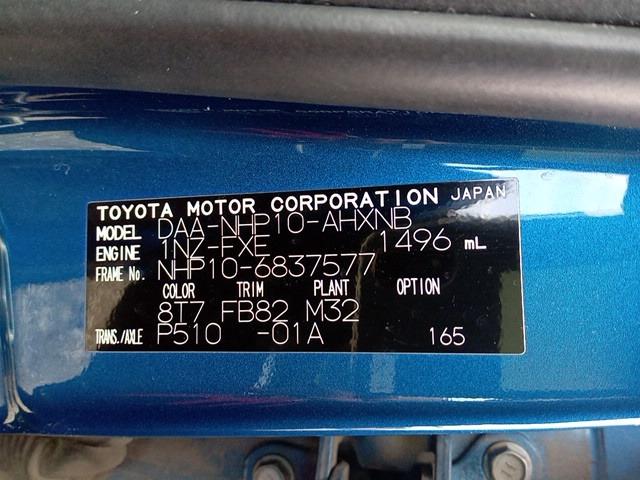 TOYOTA MOTOR CORPORATION JAPAN
MODEL DAA-NHP10-AHXNB
ENGINE 1NZ-FXE 1496 mL
FRAME No. NHP10-6837577
COLOR TRIM PLANT OPTION
8T7 FB82 M32
TRANS./AXLE P510 -01A 165